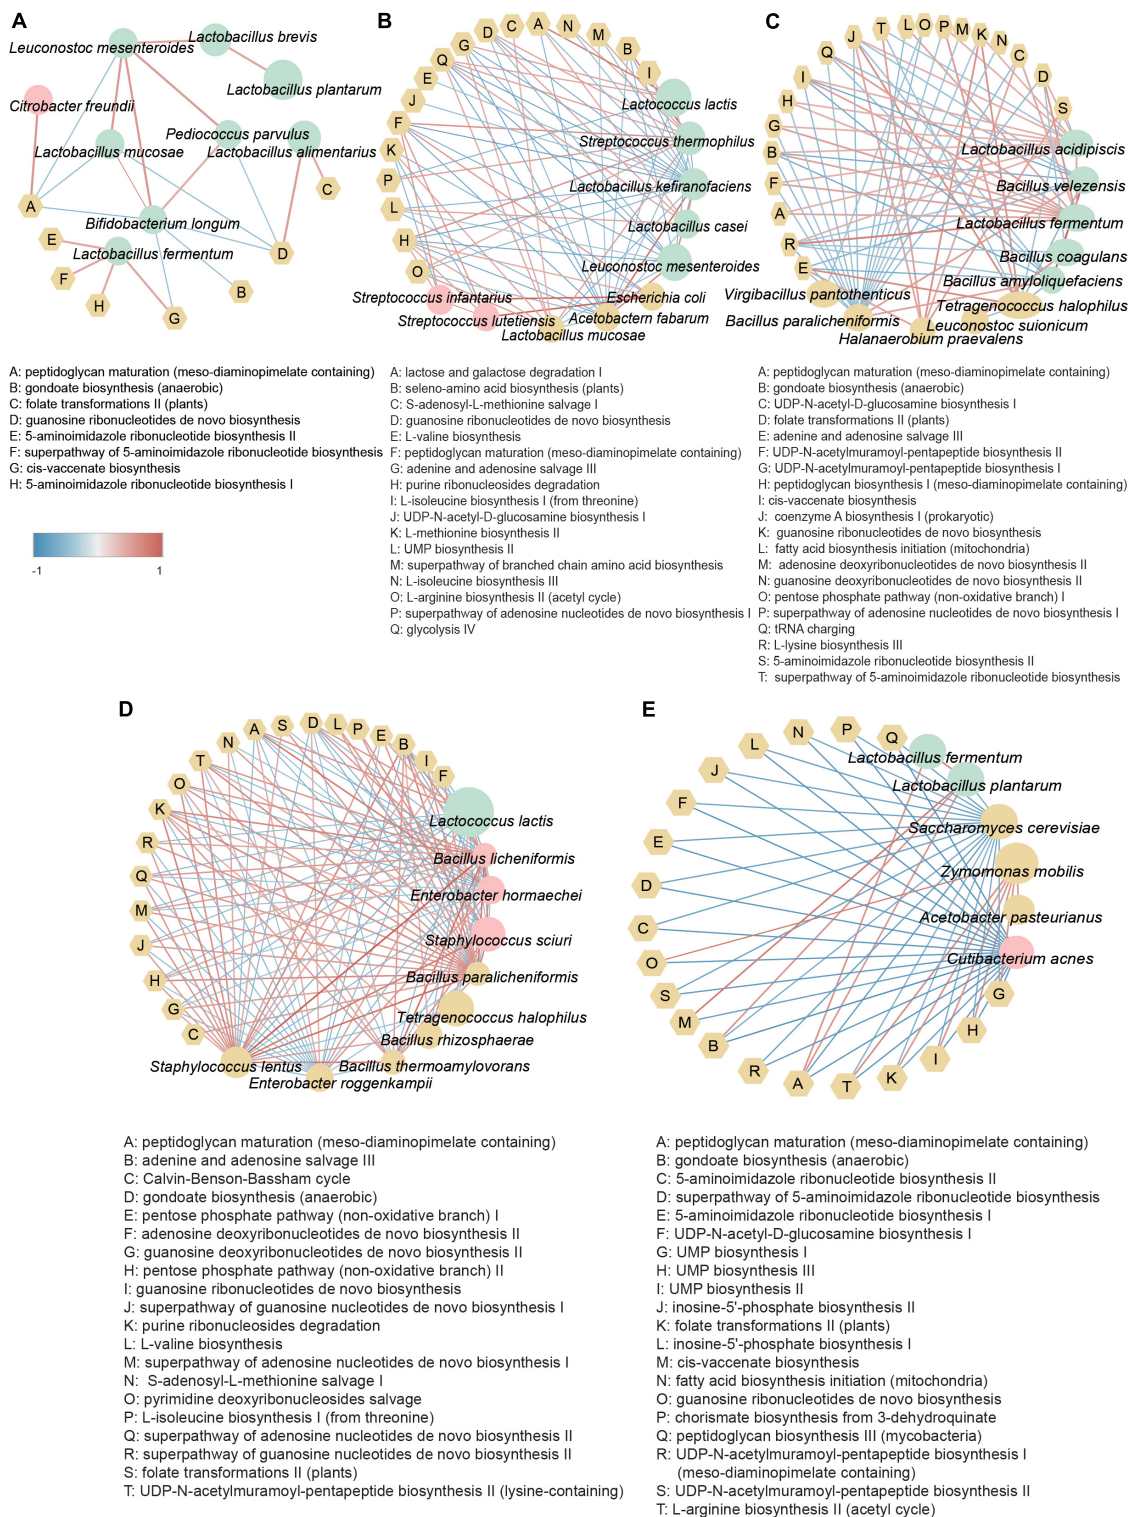 A
Leuconostoc mesenteroides
Lactobacillus brevis
Lactobacillus plantarum
Citrobacter freundii
Lactobacillus mucosae
Pediococcus parvulus
Lactobacillus alimentarius
C
A
Bifidobacterium longum
E
Lactobacillus fermentum
D
F
B
H
G
A: peptidoglycan maturation (meso-diaminopimelate containing)
B: gondoate biosynthesis (anaerobic)
C: folate transformations II (plants)
D: guanosine ribonucleotides de novo biosynthesis
E: 5-aminoimidazole ribonucleotide biosynthesis II
F: superpathway of 5-aminoimidazole ribonucleotide biosynthesis
G: cis-vaccenate biosynthesis
H: 5-aminoimidazole ribonucleotide biosynthesis I
-1
1
B
A
N
C
M
D
B
G
I
Q
E
J
F
K
P
L
H
O
Lactococcus lactis
Streptococcus thermophilus
Lactobacillus kefiranofaciens
Lactobacillus casei
Leuconostoc mesenteroides
Streptococcus infantarius
Escherichia coli
Streptococcus lutetiensis
Acetobactern fabarum
Lactobacillus mucosae
A: lactose and galactose degradation I
B: seleno-amino acid biosynthesis (plants)
C: S-adenosyl-L-methionine salvage I
D: guanosine ribonucleotides de novo biosynthesis
E: L-valine biosynthesis
F: peptidoglycan maturation (meso-diaminopimelate containing)
G: adenine and adenosine salvage III
H: purine ribonucleosides degradation
I: L-isoleucine biosynthesis I (from threonine)
J: UDP-N-acetyl-D-glucosamine biosynthesis I
K: L-methionine biosynthesis II
L: UMP biosynthesis II
M: superpathway of branched chain amino acid biosynthesis
N: L-isoleucine biosynthesis III
O: L-arginine biosynthesis II (acetyl cycle)
P: superpathway of adenosine nucleotides de novo biosynthesis I
Q: glycolysis IV
C
T
L
O
P
M
K
N
C
J
Q
D
I
S
H
G
B
F
A
R
E
Lactobacillus acidipiscis
Bacillus velezensis
Lactobacillus fermentum
Bacillus coagulans
Bacillus amyloliquefaciens
Virgibacillus pantothenticus
Tetragenococcus halophilus
Bacillus paralicheniformis
Leuconostoc suionicum
Halanaerobium praevalens
A: peptidoglycan maturation (meso-diaminopimelate containing)
B: gondoate biosynthesis (anaerobic)
C: UDP-N-acetyl-D-glucosamine biosynthesis I
D: folate transformations II (plants)
E: adenine and adenosine salvage III
F: UDP-N-acetylmuramoyl-pentapeptide biosynthesis II
G: UDP-N-acetylmuramoyl-pentapeptide biosynthesis I
H: peptidoglycan biosynthesis I (meso-diaminopimelate containing)
I: cis-vaccenate biosynthesis
J: coenzyme A biosynthesis I (prokaryotic)
K: guanosine ribonucleotides de novo biosynthesis
L: fatty acid biosynthesis initiation (mitochondria)
M: adenosine deoxyribonucleotides de novo biosynthesis II
N: guanosine deoxyribonucleotides de novo biosynthesis II
O: pentose phosphate pathway (non-oxidative branch) I
P: superpathway of adenosine nucleotides de novo biosynthesis I
Q: tRNA charging
R: L-lysine biosynthesis III
S: 5-aminoimidazole ribonucleotide biosynthesis II
T: superpathway of 5-aminoimidazole ribonucleotide biosynthesis
D
D
L
S
P
A
E
N
B
T
I
O
F
K
R
Q
M
J
H
G
C
Lactococcus lactis
Bacillus licheniformis
Enterobacter hormaechei
Staphylococcus sciuri
Bacillus paralicheniformis
Tetragenococcus halophilus
Bacillus rhizosphaerae
Staphylococcus lentus
Bacillus thermoamylovorans
Enterobacter roggenkampii
A: peptidoglycan maturation (meso-diaminopimelate containing)
B: adenine and adenosine salvage III
C: Calvin-Benson-Bassham cycle
D: gondoate biosynthesis (anaerobic)
E: pentose phosphate pathway (non-oxidative branch) I
F: adenosine deoxyribonucleotides de novo biosynthesis II
G: guanosine deoxyribonucleotides de novo biosynthesis II
H: pentose phosphate pathway (non-oxidative branch) II
I: guanosine ribonucleotides de novo biosynthesis
J: superpathway of guanosine nucleotides de novo biosynthesis I
K: purine ribonucleosides degradation
L: L-valine biosynthesis
M: superpathway of adenosine nucleotides de novo biosynthesis I
N: S-adenosyl-L-methionine salvage I
O: pyrimidine deoxyribonucleosides salvage
P: L-isoleucine biosynthesis I (from threonine)
Q: superpathway of adenosine nucleotides de novo biosynthesis II
R: superpathway of guanosine nucleotides de novo biosynthesis II
S: folate transformations II (plants)
T: UDP-N-acetylmuramoyl-pentapeptide biosynthesis II (lysine-containing)
E
P
N
Q
L
J
F
E
D
C
O
S
M
B
R
A
T
K
I
H
G
Lactobacillus fermentum
Lactobacillus plantarum
Saccharomyces cerevisiae
Zymomonas mobilis
Acetobacter pasteurianus
Cutibacterium acnes
A: peptidoglycan maturation (meso-diaminopimelate containing)
B: gondoate biosynthesis (anaerobic)
C: 5-aminoimidazole ribonucleotide biosynthesis II
D: superpathway of 5-aminoimidazole ribonucleotide biosynthesis
E: 5-aminoimidazole ribonucleotide biosynthesis I
F: UDP-N-acetyl-D-glucosamine biosynthesis I
G: UMP biosynthesis I
H: UMP biosynthesis III
I: UMP biosynthesis II
J: inosine-5'-phosphate biosynthesis II
K: folate transformations II (plants)
L: inosine-5'-phosphate biosynthesis I
M: cis-vaccenate biosynthesis
N: fatty acid biosynthesis initiation (mitochondria)
O: guanosine ribonucleotides de novo biosynthesis
P: chorismate biosynthesis from 3-dehydroquinate
Q: peptidoglycan biosynthesis III (mycobacteria)
R: UDP-N-acetylmuramoyl-pentapeptide biosynthesis I
(meso-diaminopimelate containing)
S: UDP-N-acetylmuramoyl-pentapeptide biosynthesis II
T: L-arginine biosynthesis II (acetyl cycle)